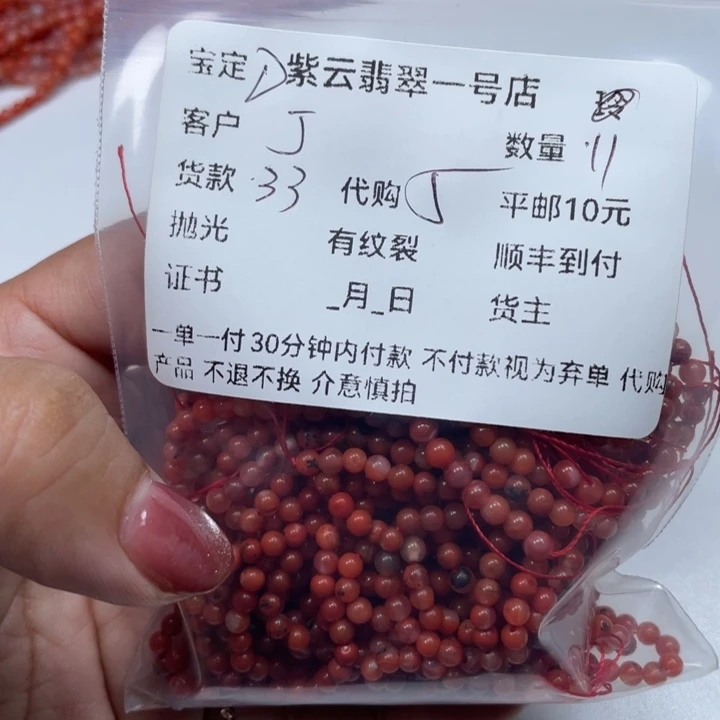 宝定 紫云翡翠一号店
客户 J 数量 11
货款 33 代购 5 平邮10元
抛光 有纹裂 顺丰到付
证书 _月_日 货主
一单一付 30分钟内付款 不付款视为弃单 代购
产品 不退不换 介意慎拍